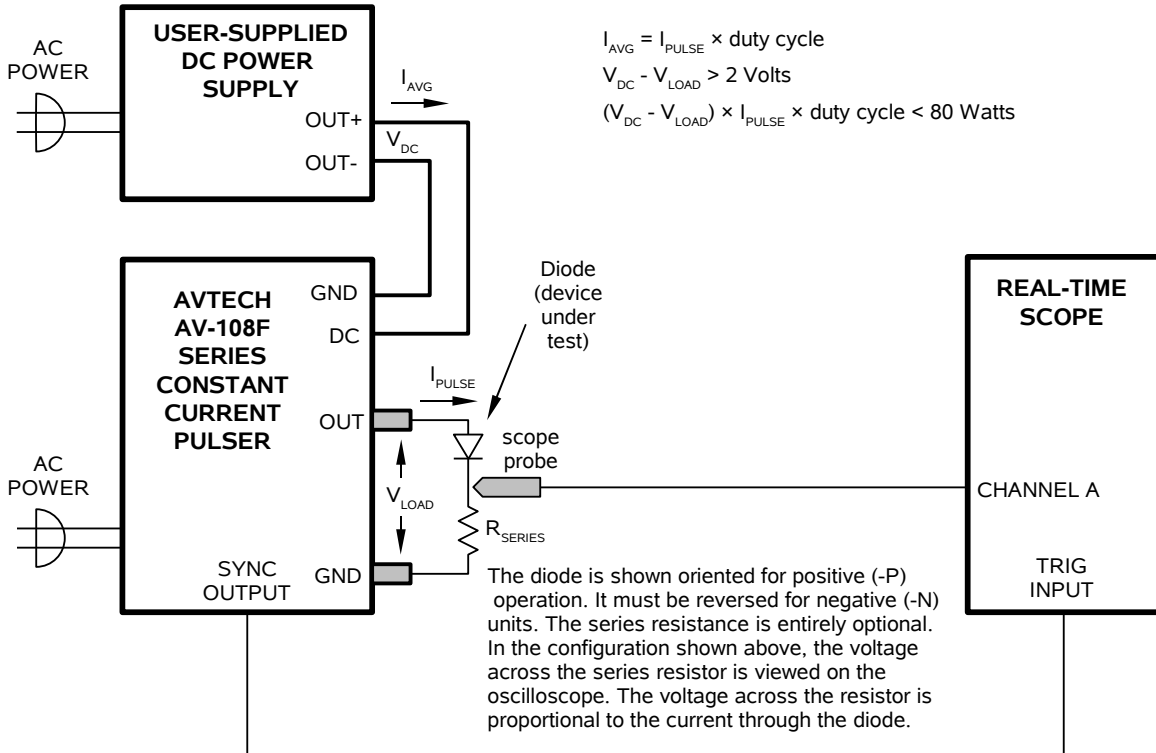 USER-SUPPLIED
DC POWER
SUPPLY
AC
POWER
I_AVG
OUT+
V_DC
OUT-
I_AVG = I_PULSE × duty cycle
V_DC - V_LOAD > 2 Volts
(V_DC - V_LOAD) × I_PULSE × duty cycle < 80 Watts
AVTECH
AV-108F
SERIES
CONSTANT
CURRENT
PULSER
GND
DC
OUT
I_PULSE
Diode
(device
under
test)
scope
probe
V_LOAD
R_SERIES
AC
POWER
SYNC
OUTPUT
GND
REAL-TIME
SCOPE
CHANNEL A
TRIG
INPUT
The diode is shown oriented for positive (-P)
operation. It must be reversed for negative (-N)
units. The series resistance is entirely optional.
In the configuration shown above, the voltage
across the series resistor is viewed on the
oscilloscope. The voltage across the resistor is
proportional to the current through the diode.